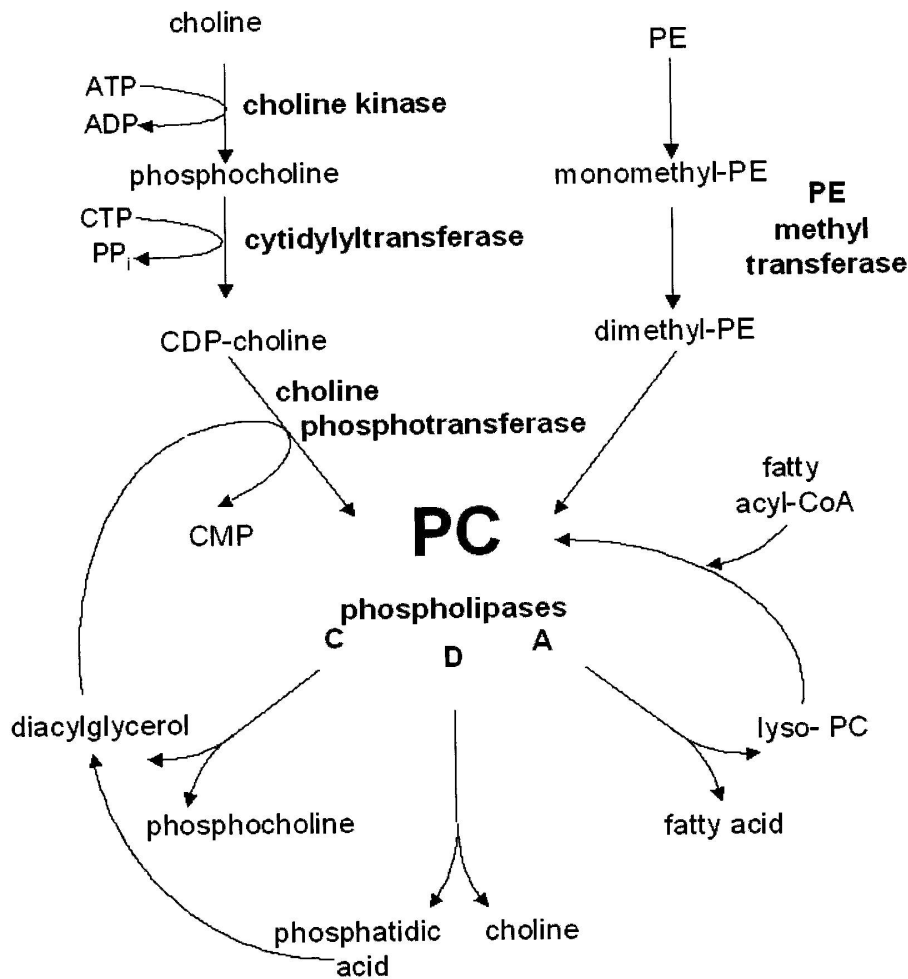 choline
PE
ATP
choline kinase
ADP
phosphocholine
monomethyl-PE
PE
methyl
transferase
CTP
cytidylyltransferase
PPi
CDP-choline
dimethyl-PE
choline
phosphotransferase
fatty
acyl-CoA
CMP
PC
phospholipases
C
D
A
diacylglycerol
lyso- PC
phosphocholine
fatty acid
phosphatidic
acid
choline